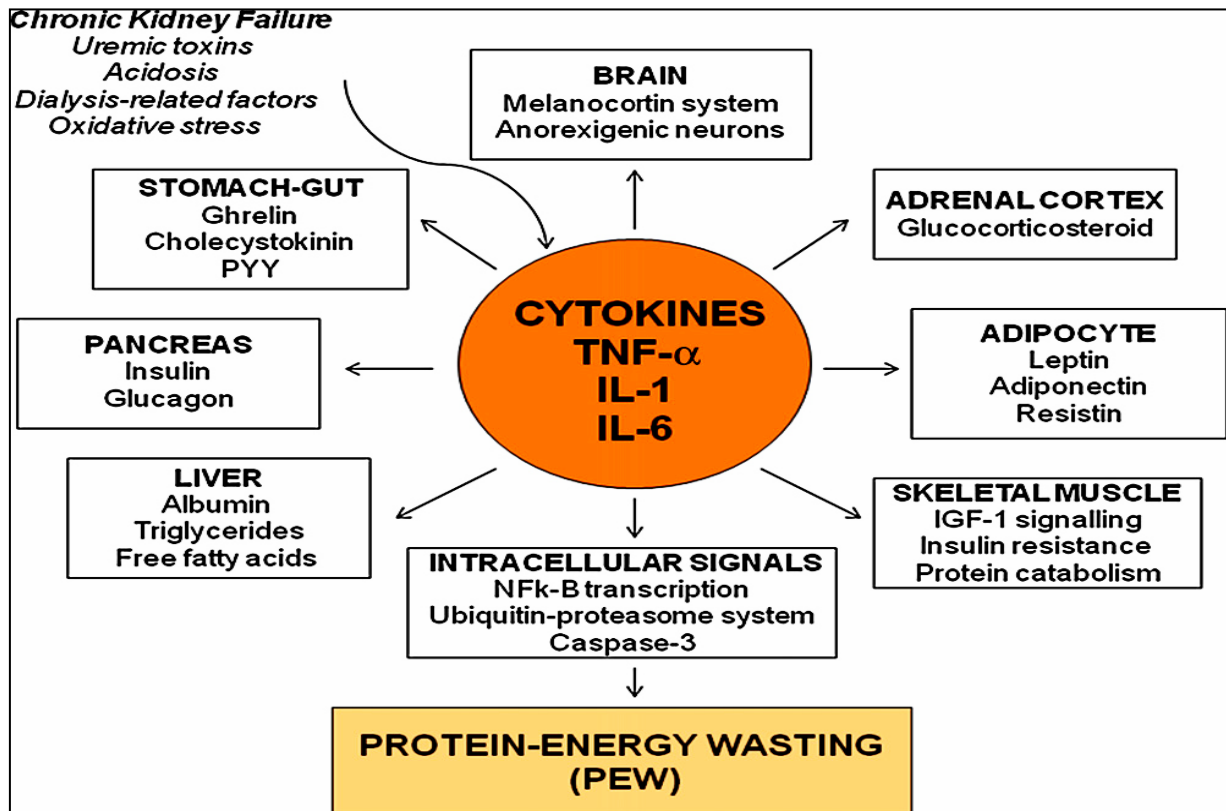 Chronic Kidney Failure
Uremic toxins
Acidosis
Dialysis-related factors
Oxidative stress
BRAIN
Melanocortin system
Anorexigenic neurons
STOMACH-GUT
Ghrelin
Cholecystokinin
PYY
ADRENAL CORTEX
Glucocorticosteroid
CYTOKINES
TNF-α
IL-1
IL-6
PANCREAS
Insulin
Glucagon
ADIPOCYTE
Leptin
Adiponectin
Resistin
LIVER
Albumin
Triglycerides
Free fatty acids
SKELETAL MUSCLE
IGF-1 signalling
Insulin resistance
Protein catabolism
INTRACELLULAR SIGNALS
NFk-B transcription
Ubiquitin-proteasome system
Caspase-3
PROTEIN-ENERGY WASTING
(PEW)